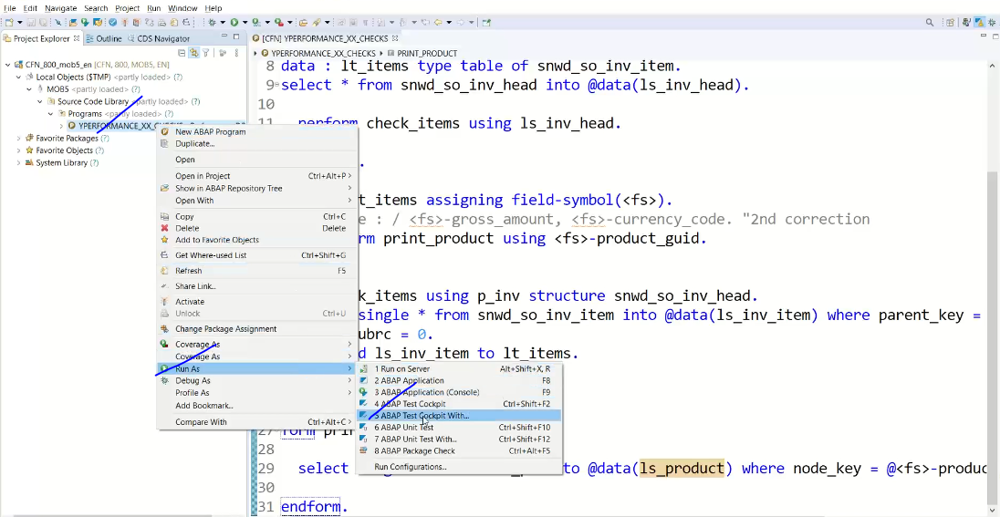 File Edit Navigate Search Project Run Window Help
Project Explorer Outline CDS Navigator
CFN_800_mob5_en [CFN, 800, MOB5, EN]
Local Objects ($TMP) <partly loaded> (?)
MOB5 <partly loaded> (?)
Source Code Library <partly loaded> (?)
Programs <partly loaded> (?)
YPERFORMANCE_XX_CHECKS
Favorite Packages (?)
Favorite Objects (?)
System Library (?)
New ABAP Program
Duplicate...
Open
Open in Project Ctrl+Alt+P >
Show in ABAP Repository Tree >
Open With >
Copy Ctrl+C
Delete Delete
Add to Favorite Objects
Get Where-used List Ctrl+Shift+G
Refresh F5
Share Link...
Activate
Unlock Ctrl+U
Change Package Assignment
Coverage As >
Coverage As >
Run As >
Debug As >
Profile As >
Add Bookmark...
Compare With Ctrl+Alt+C >
1 Run on Server Alt+Shift+X, R
2 ABAP Application F8
3 ABAP Application (Console) F9
4 ABAP Test Cockpit Ctrl+Shift+F2
5 ABAP Test Cockpit With...
6 ABAP Unit Test Ctrl+Shift+F10
7 ABAP Unit Test With... Ctrl+Shift+F12
8 ABAP Package Check Ctrl+Alt+F5
Run Configurations...
[CFN] YPERFORMANCE_XX_CHECKS
YPERFORMANCE_XX_CHECKS PRINT_PRODUCT
8 data : lt_items type table of snwd_so_inv_item.
9 select * from snwd_so_inv_head into @data(ls_inv_head).
10
11 perform check_items using ls_inv_head.
.
t_items assigning field-symbol(<fs>).
e : / <fs>-gross_amount, <fs>-currency_code. "2nd correction
rm print_product using <fs>-product_guid.
k_items using p_inv structure snwd_so_inv_head.
single * from snwd_so_inv_item into @data(ls_inv_item) where parent_key =
ubrc = 0.
d ls_inv_item to lt_items.
27 form prin
28
29 select to @data(ls_product) where node_key = @<fs>-produc
30
31 endform.